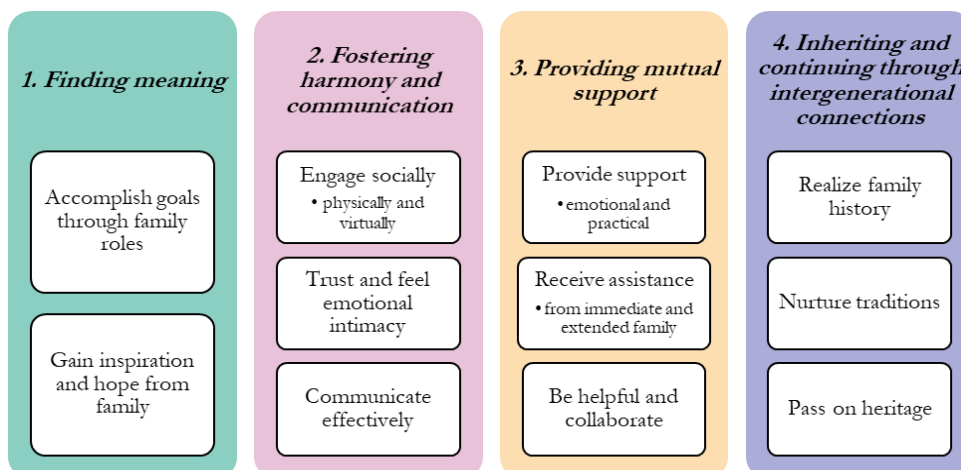 1. Finding meaning
Accomplish goals
through family
roles
Gain inspiration
and hope from
family
2. Fostering
harmony and
communication
Engage socially
• physically and
virtually
Trust and feel
emotional
intimacy
Communicate
effectively
3. Providing mutual
support
Provide support
• emotional and
practical
Receive assistance
• from immediate and
extended family
Be helpful and
collaborate
4. Inheriting and
continuing through
intergenerational
connections
Realize family
history
Nurture traditions
Pass on heritage